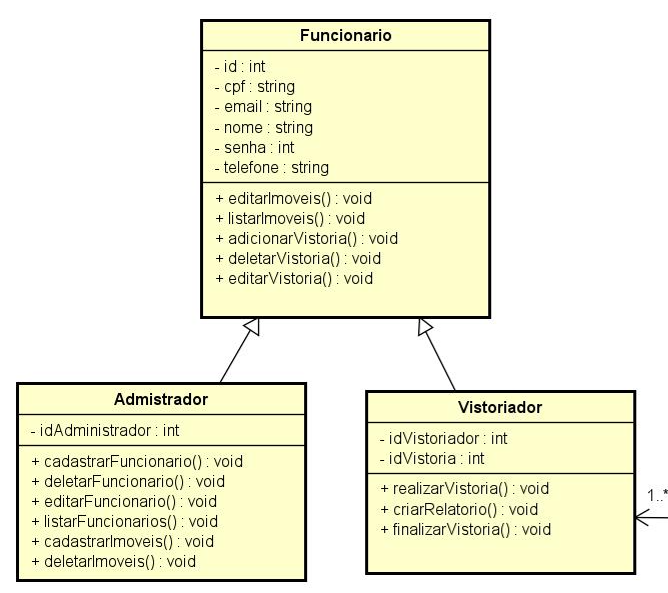 Funcionario
- id : int
- cpf : string
- email : string
- nome : string
- senha : int
- telefone : string
+ editarImoveis() : void
+ listarImoveis() : void
+ adicionarVistoria() : void
+ deletarVistoria() : void
+ editarVistoria() : void
Admistrador
- idAdministrador : int
+ cadastrarFuncionario() : void
+ deletarFuncionario() : void
+ editarFuncionario() : void
+ listarFuncionarios() : void
+ cadastrarImoveis() : void
+ deletarImoveis() : void
Vistoriador
- idVistoriador : int
- idVistoria : int
+ realizarVistoria() : void
+ criarRelatorio() : void
+ finalizarVistoria() : void
1..*